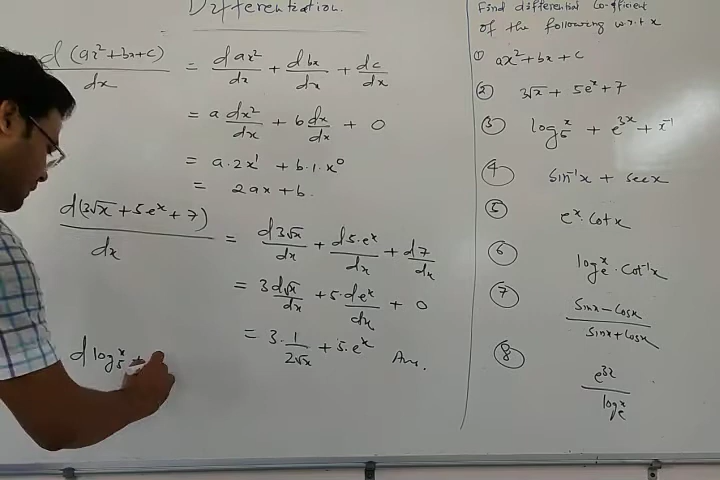 Differentiation.
d (ax²+bx+c) / dx = d ax²/dx + d bx/dx + dc/dx
= a dx²/dx + b dx/dx + 0
= a·2x¹ + b·1·x⁰
= 2ax+b.
d(3√x+5eˣ+7) / dx = d3√x/dx + d5·eˣ/dx + d7/dx
= 3 d√x/dx + 5·deˣ/dx + 0
= 3·1/2√x + 5·eˣ Ans.
d log₅ˣ +
Find differential Co-efficient
of the following w.r.t x
① ax²+bx+c
② 3√x + 5eˣ+7
③ log₅ˣ + e³ˣ + x⁻¹
④ Sin⁻¹x + secx
⑤ eˣ·Cotx
⑥ logₑˣ·Cot⁻¹x
⑦ Sinx-Cosx / Sinx+Cosx
⑧ e³ˣ / logₑˣ